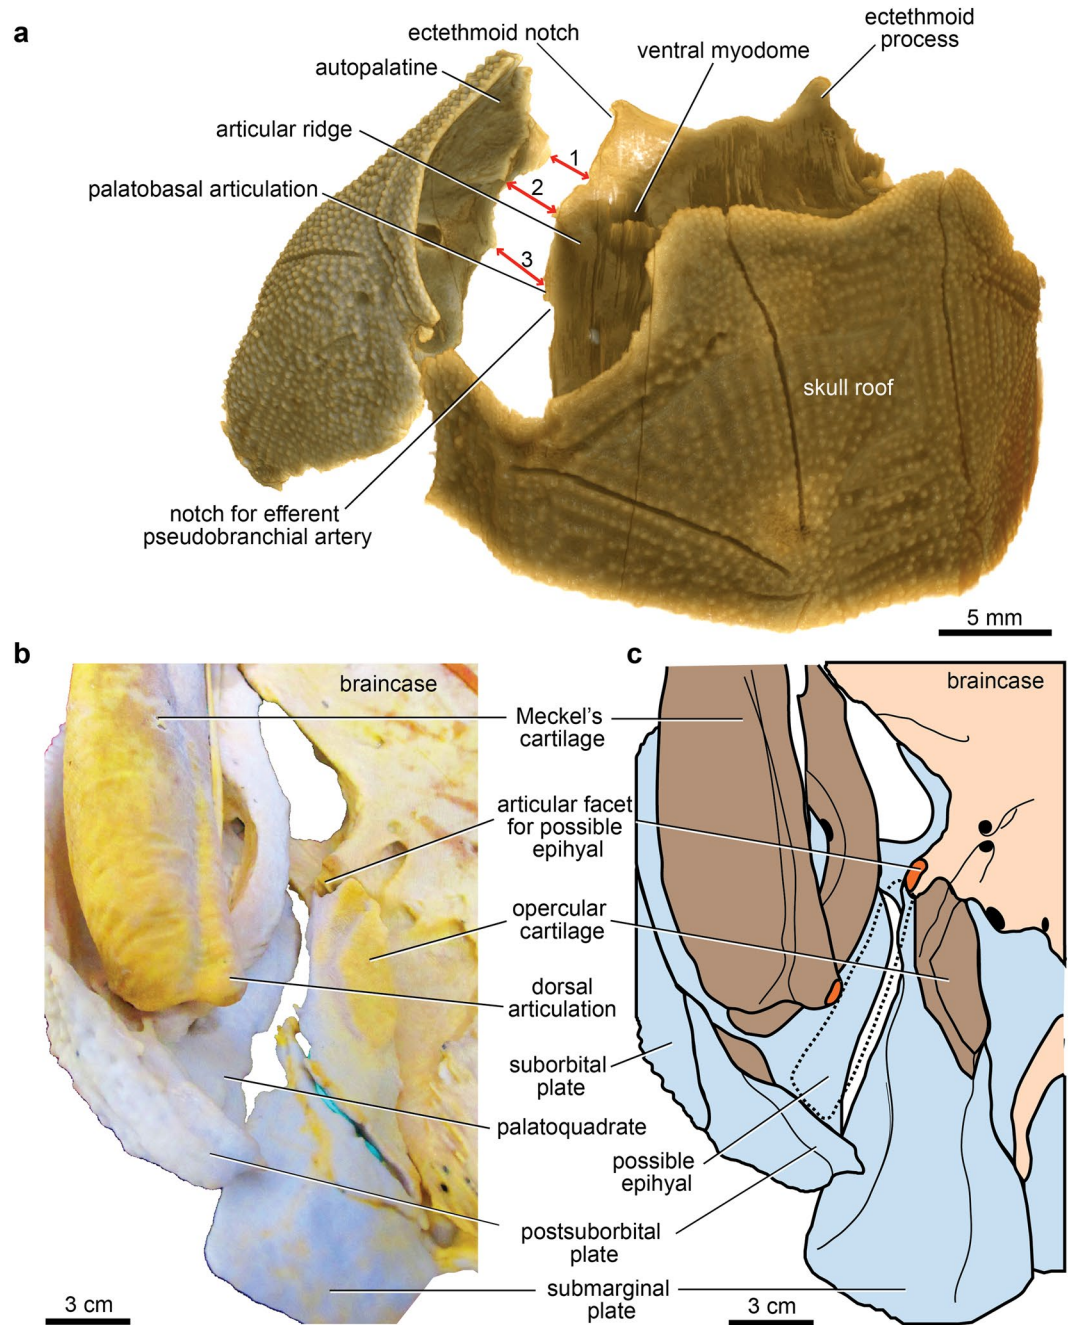 a
ectethmoid notch
ectethmoid
process
ventral myodome
autopalatine
articular ridge
palatobasal articulation
1
2
3
skull roof
notch for efferent
pseudobranchial artery
5 mm
b
c
braincase
braincase
Meckel's
cartilage
articular facet
for possible
epihyal
opercular
cartilage
dorsal
articulation
suborbital
plate
palatoquadrate
possible
epihyal
postsuborbital
plate
submarginal
plate
3 cm
3 cm